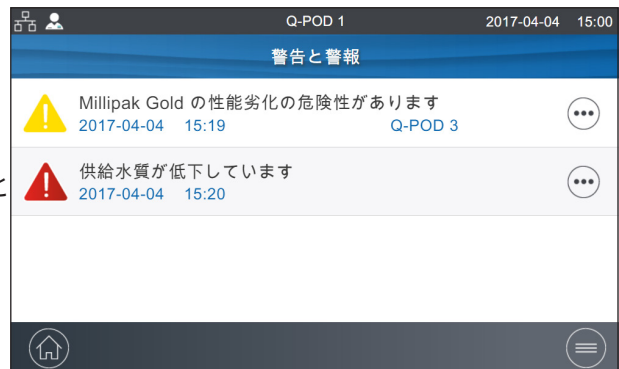 Q-POD 1 2017-04-04 15:00
警告と警報
Millipak Gold の性能劣化の危険性があります
2017-04-04 15:19 Q-POD 3
供給水質が低下しています
と
2017-04-04 15:20